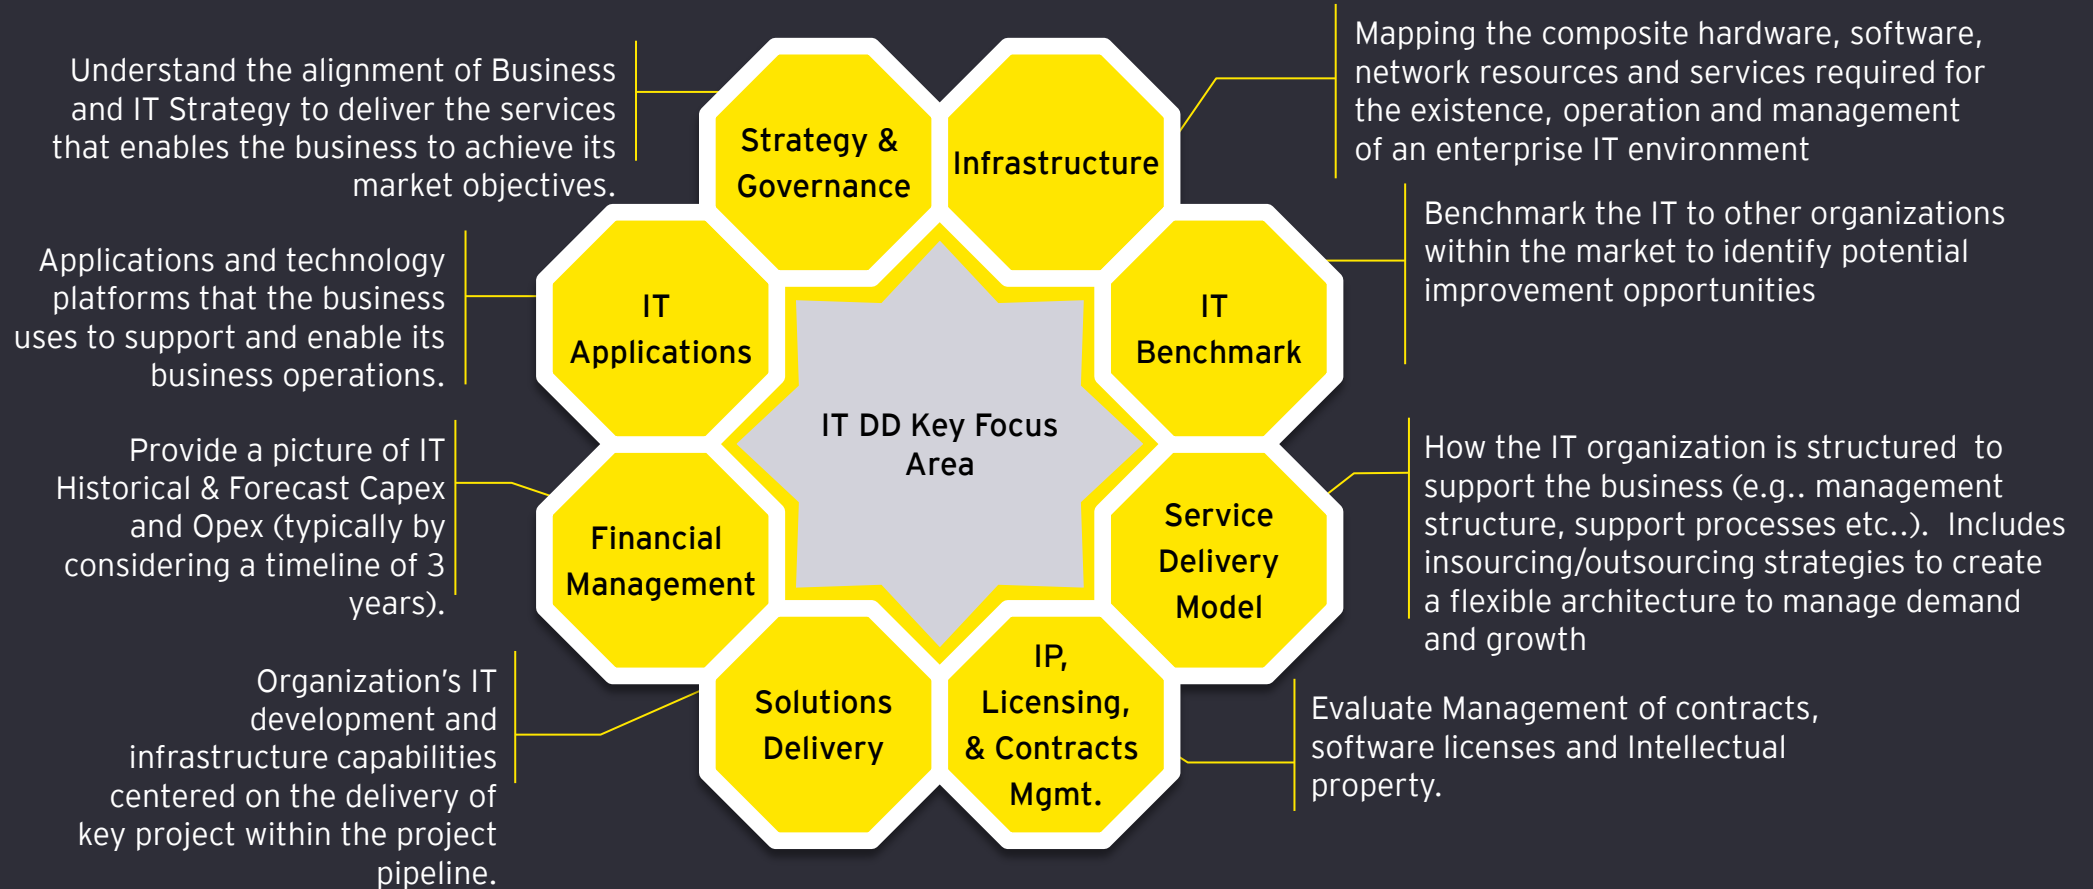 Understand the alignment of Business
and IT Strategy to deliver the services
that enables the business to achieve its
market objectives.
Strategy &
Governance
Infrastructure
Mapping the composite hardware, software,
network resources and services required for
the existence, operation and management
of an enterprise IT environment
Applications and technology
platforms that the business
uses to support and enable its
business operations.
IT
Applications
IT
Benchmark
Benchmark the IT to other organizations
within the market to identify potential
improvement opportunities
IT DD Key Focus
Area
Provide a picture of IT
Historical & Forecast Capex
and Opex (typically by
considering a timeline of 3
years).
Financial
Management
Service
Delivery
Model
How the IT organization is structured  to
support the business (e.g.. management
structure, support processes etc..).  Includes
insourcing/outsourcing strategies to create
a flexible architecture to manage demand
and growth
Organization’s IT
development and
infrastructure capabilities
centered on the delivery of
key project within the project
pipeline.
Solutions
Delivery
IP,
Licensing,
& Contracts
Mgmt.
Evaluate Management of contracts,
software licenses and Intellectual
property.